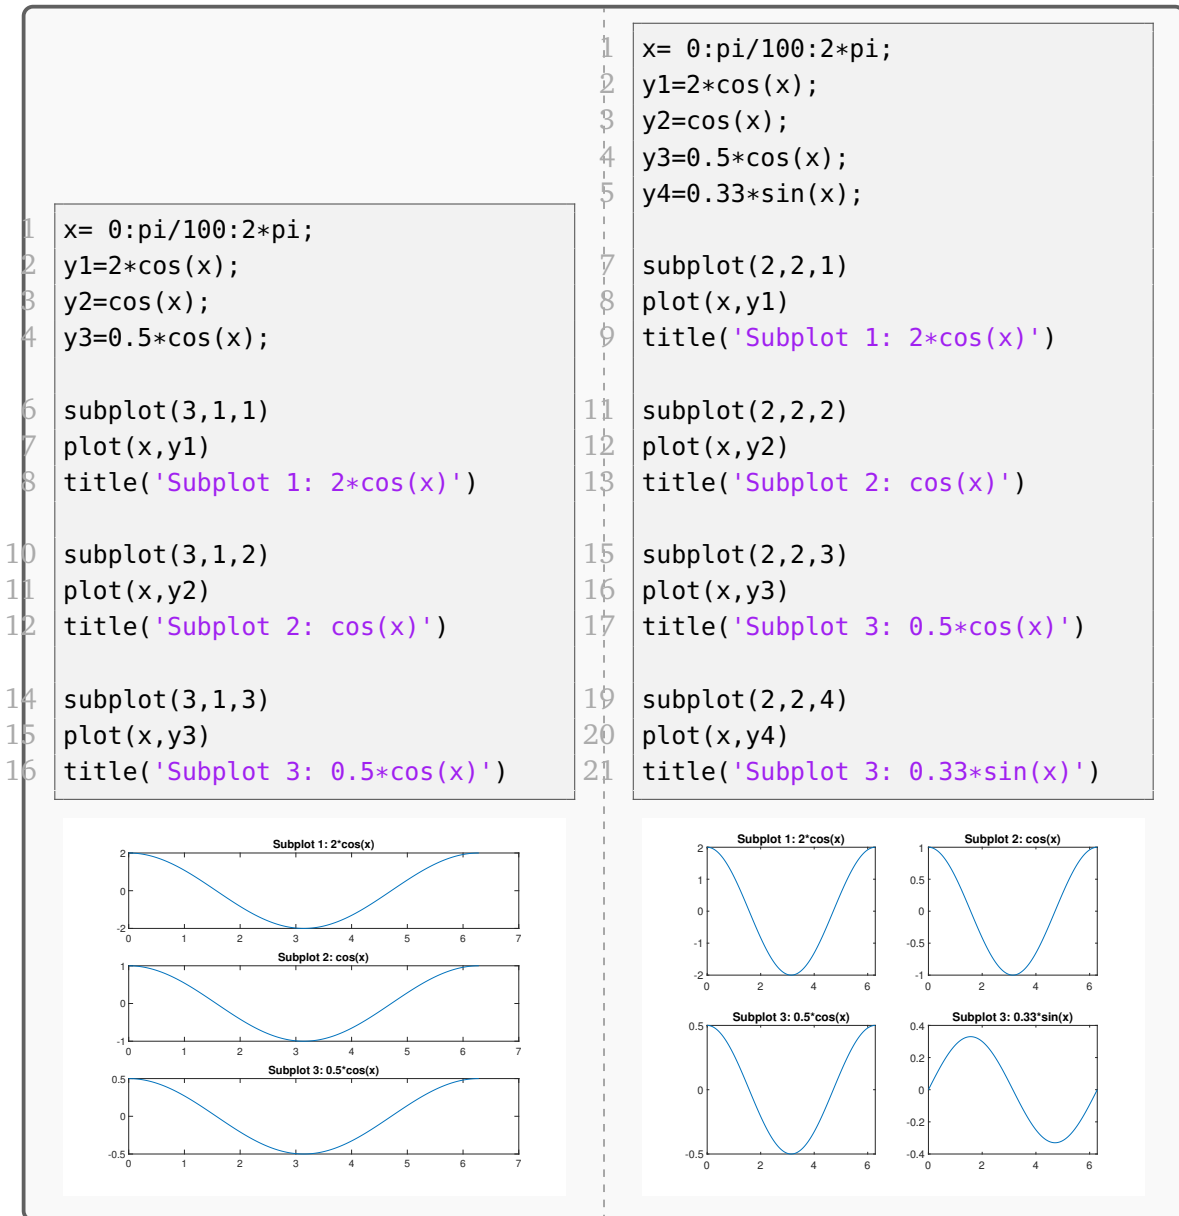 1 x= 0:pi/100:2*pi;
2 y1=2*cos(x);
3 y2=cos(x);
4 y3=0.5*cos(x);
6 subplot(3,1,1)
7 plot(x,y1)
8 title('Subplot 1: 2*cos(x)')
10 subplot(3,1,2)
11 plot(x,y2)
12 title('Subplot 2: cos(x)')
14 subplot(3,1,3)
15 plot(x,y3)
16 title('Subplot 3: 0.5*cos(x)')
Subplot 1: 2*cos(x)
2
0
-2
0 1 2 3 4 5 6 7
Subplot 2: cos(x)
1
0
-1
0 1 2 3 4 5 6 7
Subplot 3: 0.5*cos(x)
0.5
0
-0.5
0 1 2 3 4 5 6 7
1 x= 0:pi/100:2*pi;
2 y1=2*cos(x);
3 y2=cos(x);
4 y3=0.5*cos(x);
5 y4=0.33*sin(x);
7 subplot(2,2,1)
8 plot(x,y1)
9 title('Subplot 1: 2*cos(x)')
11 subplot(2,2,2)
12 plot(x,y2)
13 title('Subplot 2: cos(x)')
15 subplot(2,2,3)
16 plot(x,y3)
17 title('Subplot 3: 0.5*cos(x)')
19 subplot(2,2,4)
20 plot(x,y4)
21 title('Subplot 3: 0.33*sin(x)')
Subplot 1: 2*cos(x)
2
1
0
-1
-2
0 2 4 6
Subplot 2: cos(x)
1
0.5
0
-0.5
-1
0 2 4 6
Subplot 3: 0.5*cos(x)
0.5
0
-0.5
0 2 4 6
Subplot 3: 0.33*sin(x)
0.4
0.2
0
-0.2
-0.4
0 2 4 6